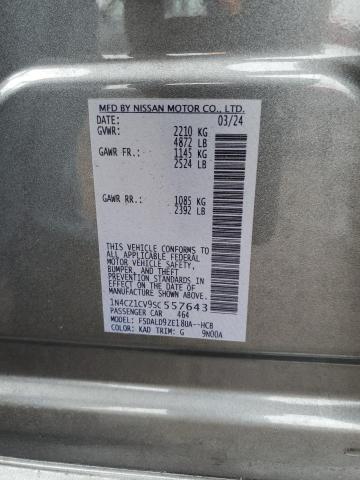 MFD BY NISSAN MOTOR CO., LTD.
DATE: 03/24
GVWR: 2210 KG
4872 LB
GAWR FR.: 1145 KG
2524 LB
GAWR RR.: 1085 KG
2392 LB
THIS VEHICLE CONFORMS TO
ALL APPLICABLE FEDERAL
MOTOR VEHICLE SAFETY,
BUMPER, AND THEFT
PREVENTION STANDARDS IN
EFFECT ON THE DATE OF
MANUFACTURE SHOWN ABOVE.
1N4CZ1CV9SC557643
PASSENGER CAR 464
MODEL: FSDALD9ZE18UA--HCB
COLOR: KAD TRIM: G 9N00A